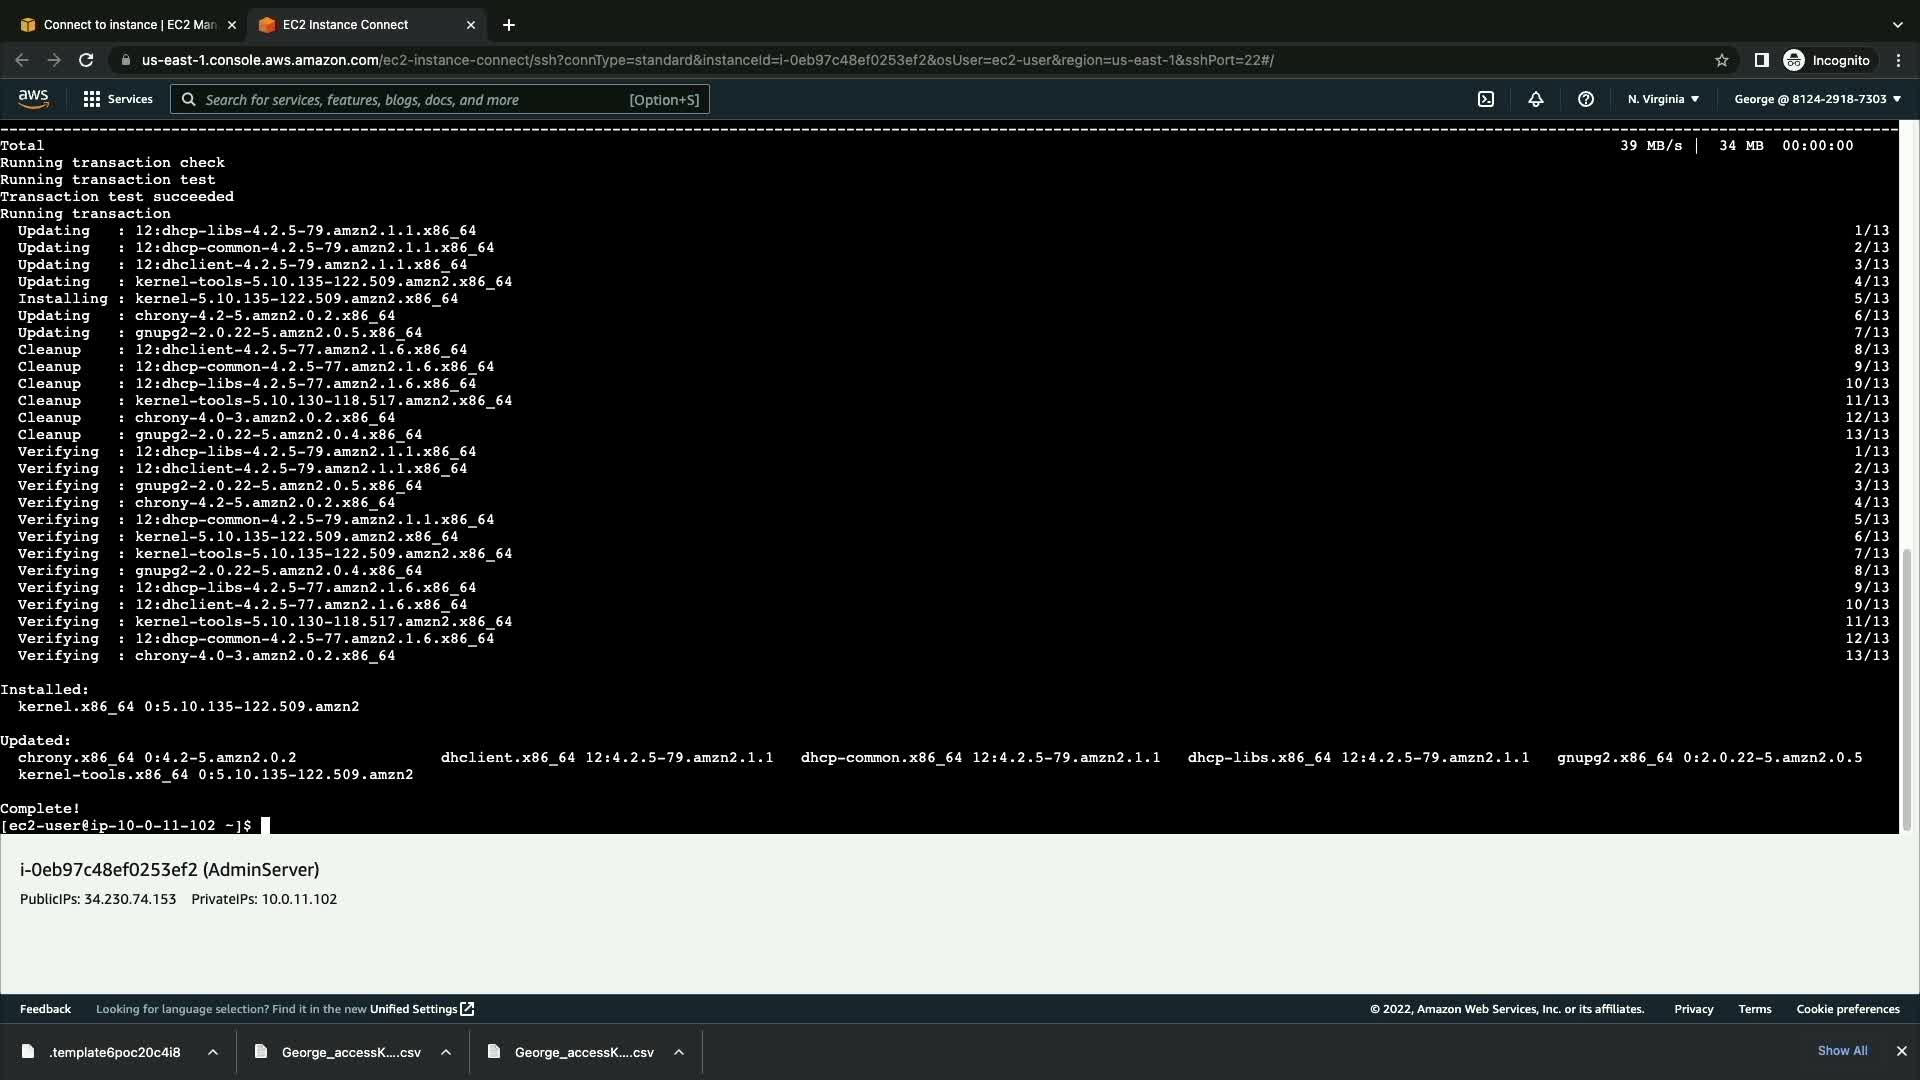 Connect to instance | EC2 Man
EC2 Instance Connect
us-east-1.console.aws.amazon.com/ec2-instance-connect/ssh?connType=standard&instanceId=i-0eb97c48ef0253ef2&osUser=ec2-user&region=us-east-1&sshPort=22#/
Incognito
aws
Services
Search for services, features, blogs, docs, and more [Option+S]
N. Virginia
George @ 8124-2918-7303
Total 39 MB/s | 34 MB 00:00:00
Running transaction check
Running transaction test
Transaction test succeeded
Running transaction
Updating : 12:dhcp-libs-4.2.5-79.amzn2.1.1.x86_64 1/13
Updating : 12:dhcp-common-4.2.5-79.amzn2.1.1.x86_64 2/13
Updating : 12:dhclient-4.2.5-79.amzn2.1.1.x86_64 3/13
Updating : kernel-tools-5.10.135-122.509.amzn2.x86_64 4/13
Installing : kernel-5.10.135-122.509.amzn2.x86_64 5/13
Updating : chrony-4.2-5.amzn2.0.2.x86_64 6/13
Updating : gnupg2-2.0.22-5.amzn2.0.5.x86_64 7/13
Cleanup : 12:dhclient-4.2.5-77.amzn2.1.6.x86_64 8/13
Cleanup : 12:dhcp-common-4.2.5-77.amzn2.1.6.x86_64 9/13
Cleanup : 12:dhcp-libs-4.2.5-77.amzn2.1.6.x86_64 10/13
Cleanup : kernel-tools-5.10.130-118.517.amzn2.x86_64 11/13
Cleanup : chrony-4.0-3.amzn2.0.2.x86_64 12/13
Cleanup : gnupg2-2.0.22-5.amzn2.0.4.x86_64 13/13
Verifying : 12:dhcp-libs-4.2.5-79.amzn2.1.1.x86_64 1/13
Verifying : 12:dhclient-4.2.5-79.amzn2.1.1.x86_64 2/13
Verifying : gnupg2-2.0.22-5.amzn2.0.5.x86_64 3/13
Verifying : chrony-4.2-5.amzn2.0.2.x86_64 4/13
Verifying : 12:dhcp-common-4.2.5-79.amzn2.1.1.x86_64 5/13
Verifying : kernel-5.10.135-122.509.amzn2.x86_64 6/13
Verifying : kernel-tools-5.10.135-122.509.amzn2.x86_64 7/13
Verifying : gnupg2-2.0.22-5.amzn2.0.4.x86_64 8/13
Verifying : 12:dhcp-libs-4.2.5-77.amzn2.1.6.x86_64 9/13
Verifying : 12:dhclient-4.2.5-77.amzn2.1.6.x86_64 10/13
Verifying : kernel-tools-5.10.130-118.517.amzn2.x86_64 11/13
Verifying : 12:dhcp-common-4.2.5-77.amzn2.1.6.x86_64 12/13
Verifying : chrony-4.0-3.amzn2.0.2.x86_64 13/13
Installed:
kernel.x86_64 0:5.10.135-122.509.amzn2
Updated:
chrony.x86_64 0:4.2-5.amzn2.0.2 dhclient.x86_64 12:4.2.5-79.amzn2.1.1 dhcp-common.x86_64 12:4.2.5-79.amzn2.1.1 dhcp-libs.x86_64 12:4.2.5-79.amzn2.1.1 gnupg2.x86_64 0:2.0.22-5.amzn2.0.5
kernel-tools.x86_64 0:5.10.135-122.509.amzn2
Complete!
[ec2-user@ip-10-0-11-102 ~]$
i-0eb97c48ef0253ef2 (AdminServer)
PublicIPs: 34.230.74.153 PrivateIPs: 10.0.11.102
Feedback Looking for language selection? Find it in the new Unified Settings © 2022, Amazon Web Services, Inc. or its affiliates. Privacy Terms Cookie preferences
.template6poc20c4i8 George_accessK....csv George_accessK....csv Show All